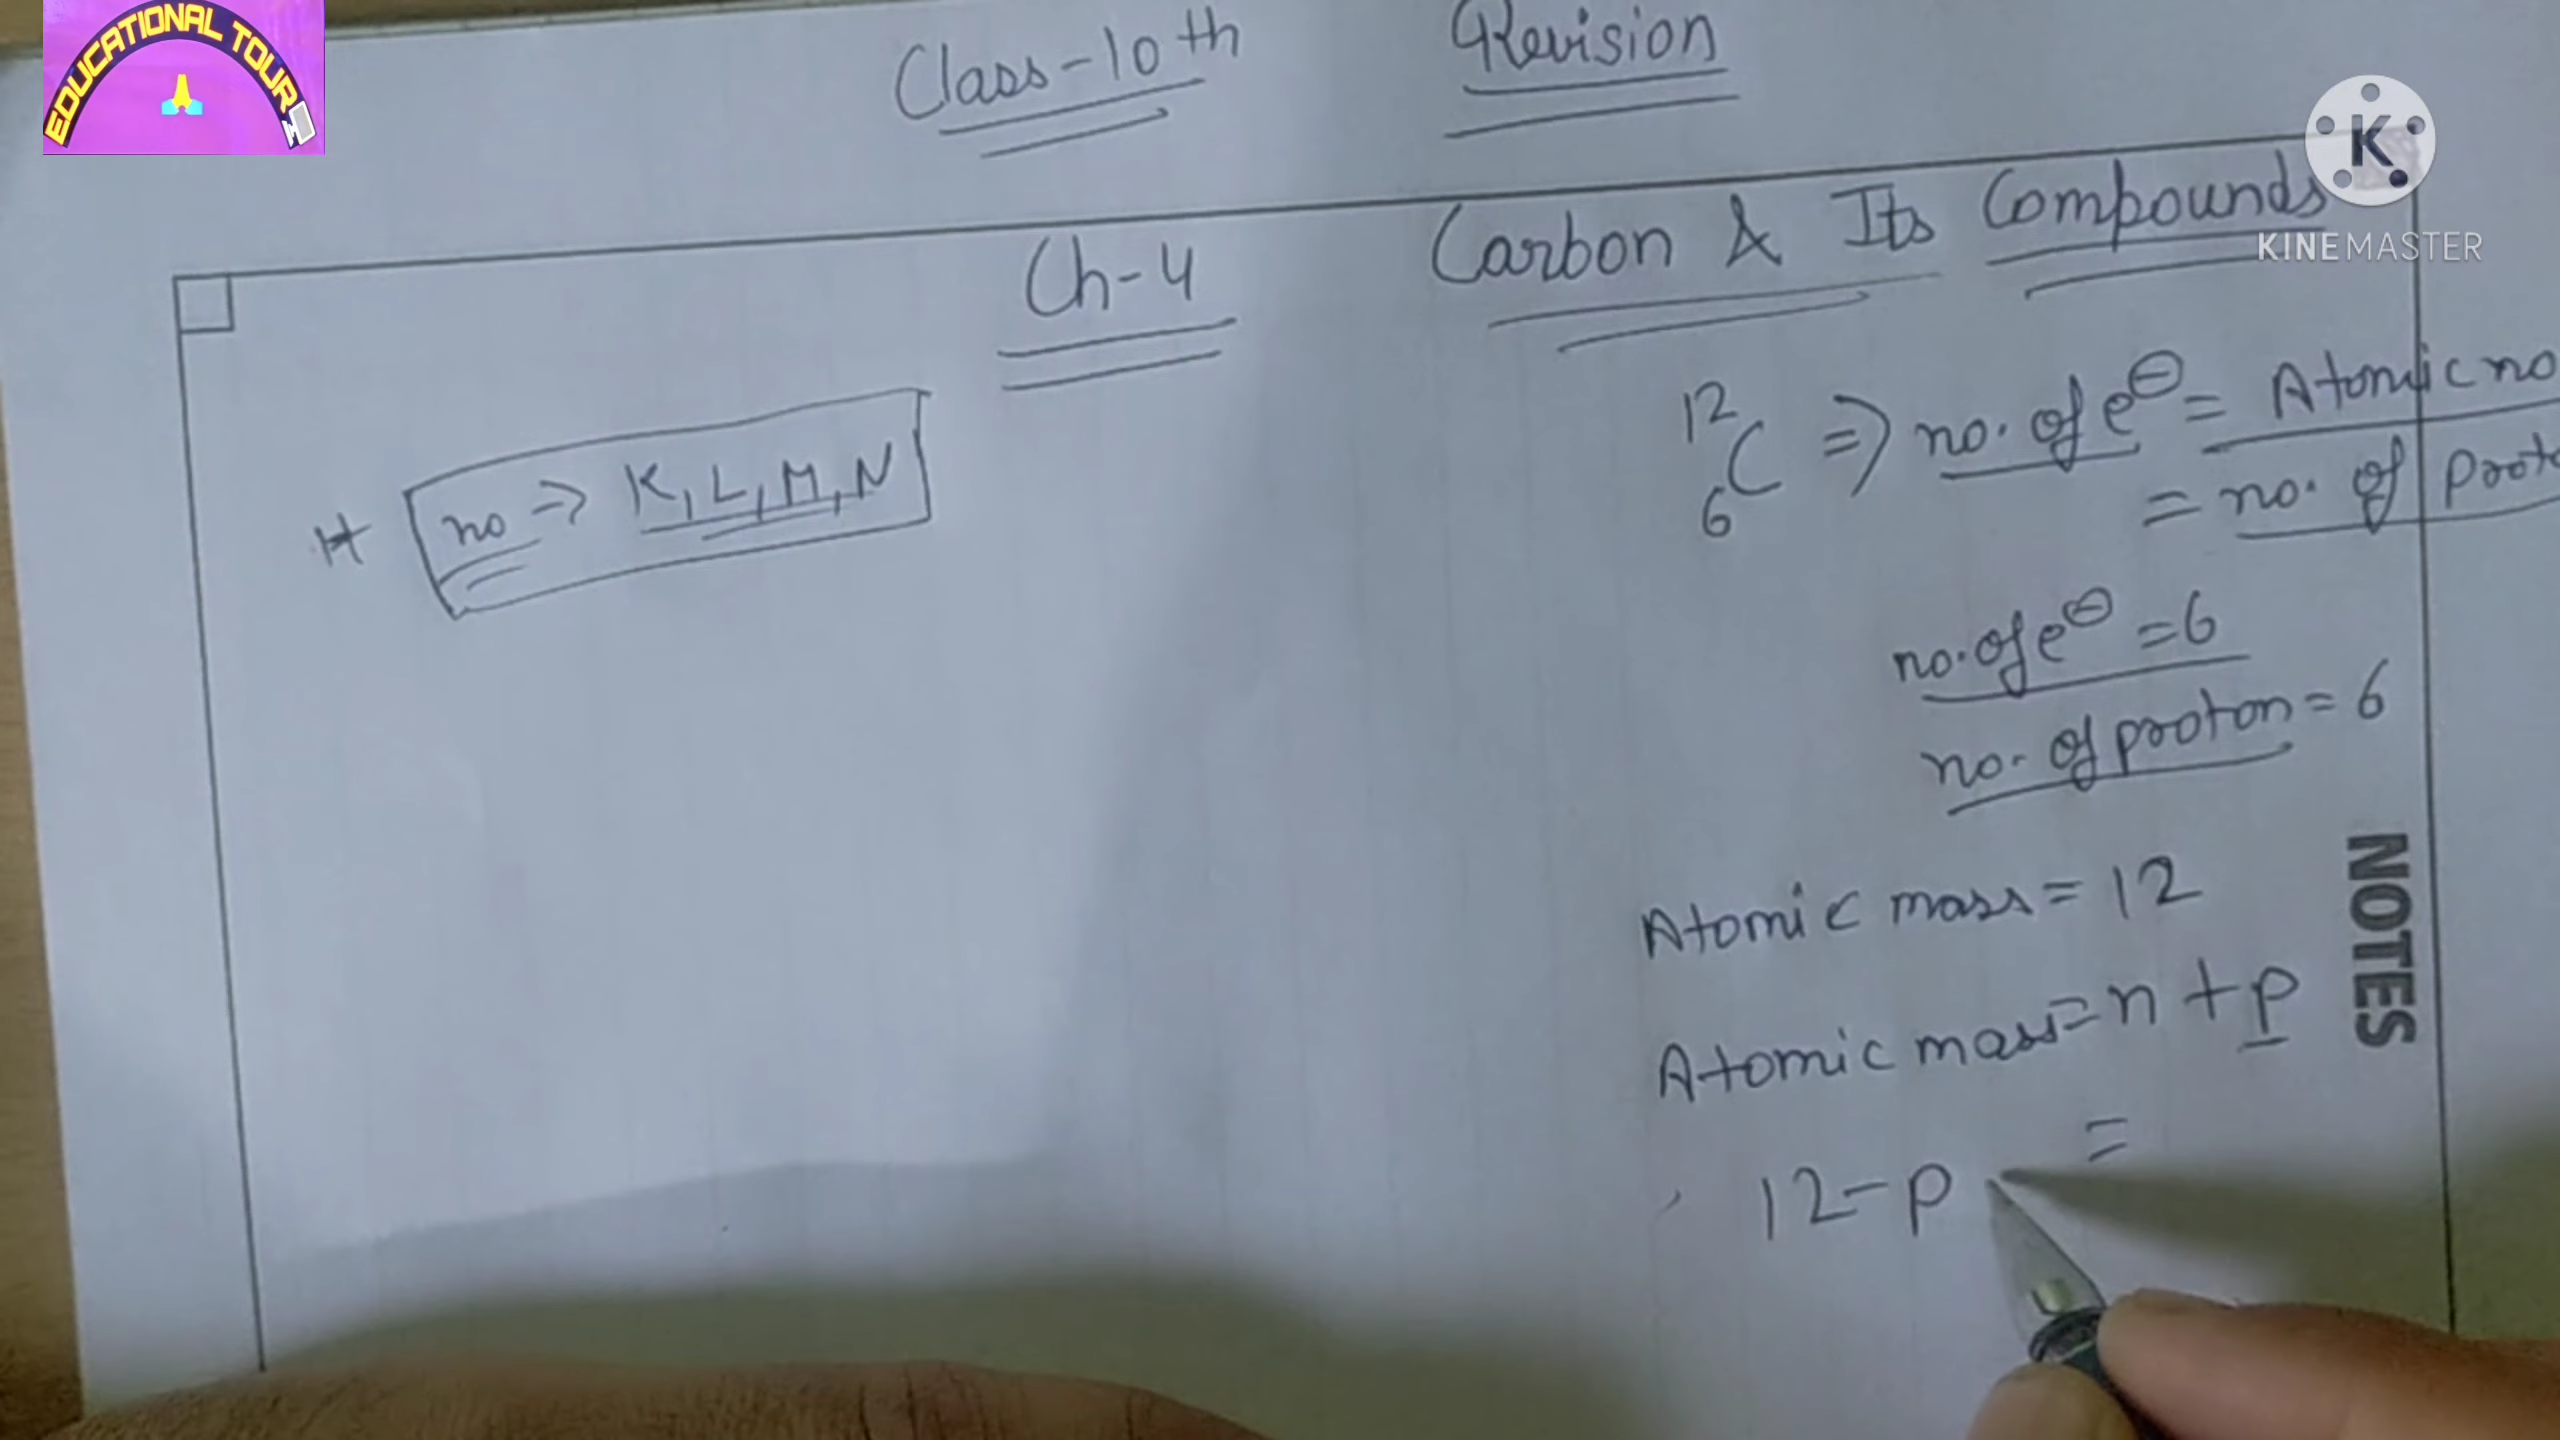 EDUCATIONAL TOUR
Class-10th Revision
K
KINEMASTER
Ch-4 Carbon & Its Compounds
no => K, L, M, N
12
6 C => no. of e⊖ = Atomic no
= no. of proto
no. of e⊖ = 6
no. of proton = 6
Atomic mass = 12
Atomic mass = n + p
12 - p =
NOTES